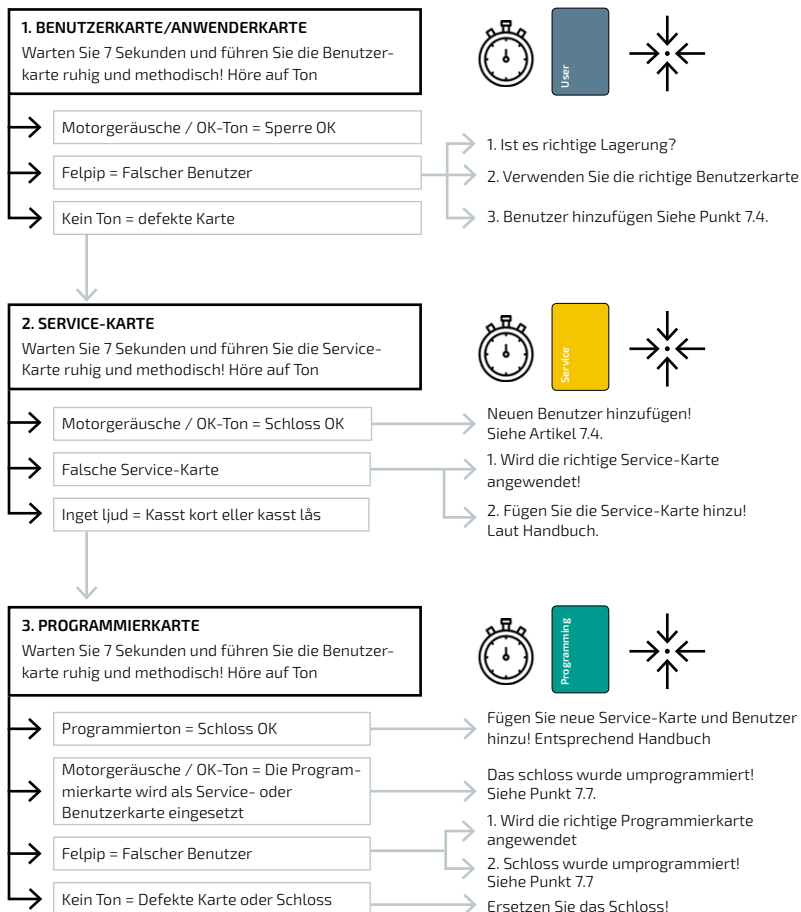 1. BENUTZERKARTE/ANWENDERKARTE
Warten Sie 7 Sekunden und führen Sie die Benutzer-
karte ruhig und methodisch! Höre auf Ton
User
Motorgeräusche / OK-Ton = Sperre OK
Felpip = Falscher Benutzer
Kein Ton = defekte Karte
1. Ist es richtige Lagerung?
2. Verwenden Sie die richtige Benutzerkarte
3. Benutzer hinzufügen Siehe Punkt 7.4.
2. SERVICE-KARTE
Warten Sie 7 Sekunden und führen Sie die Service-
Karte ruhig und methodisch! Höre auf Ton
Service
Motorgeräusche / OK-Ton = Schloss OK
Neuen Benutzer hinzufügen!
Siehe Artikel 7.4.
Falsche Service-Karte
1. Wird die richtige Service-Karte
angewendet!
2. Fügen Sie die Service-Karte hinzu!
Laut Handbuch.
Inget ljud = Kasst kort eller kasst lås
3. PROGRAMMIERKARTE
Warten Sie 7 Sekunden und führen Sie die Benutzer-
karte ruhig und methodisch! Höre auf Ton
Programming
Programmierton = Schloss OK
Fügen Sie neue Service-Karte und Benutzer
hinzu! Entsprechend Handbuch
Motorgeräusche / OK-Ton = Die Program-
mierkarte wird als Service- oder
Benutzerkarte eingesetzt
Das schloss wurde umprogrammiert!
Siehe Punkt 7.7.
Felpip = Falscher Benutzer
1. Wird die richtige Programmierkarte
angewendet
2. Schloss wurde umprogrammiert!
Siehe Punkt 7.7
Kein Ton = Defekte Karte oder Schloss
Ersetzen Sie das Schloss!